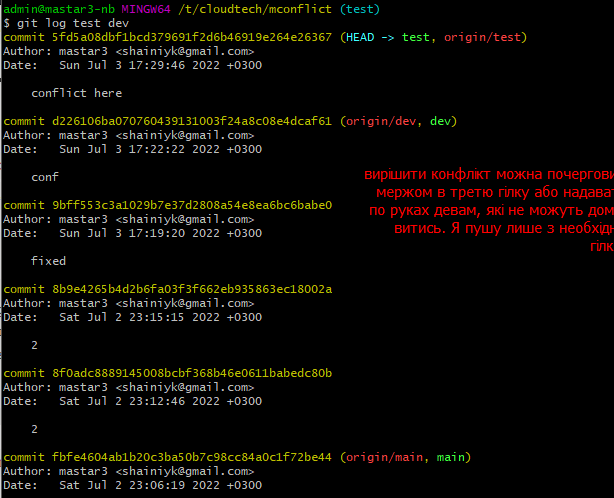 admin@mastar3-nb MINGW64 /t/cloudtech/mconflict (test)
$ git log test dev
commit 5fd5a08dbf1bcd379691f2d6b46919e264e26367 (HEAD -> test, origin/test)
Author: mastar3 <shainiyk@gmail.com>
Date:   Sun Jul 3 17:29:46 2022 +0300
conflict here
commit d226106ba070760439131003f24a8c08e4dcaf61 (origin/dev, dev)
Author: mastar3 <shainiyk@gmail.com>
Date:   Sun Jul 3 17:22:22 2022 +0300
conf
вирішити конфлікт можна почергови
мержом в третю гілку або надават
по руках девам, які не можуть дом
витись. Я пушу лише з необхідн
гілк
commit 9bff553c3a1029b7e37d2808a54e8ea6bc6babe0
Author: mastar3 <shainiyk@gmail.com>
Date:   Sun Jul 3 17:19:20 2022 +0300
fixed
commit 8b9e4265b4d2b6fa03f3f662eb935863ec18002a
Author: mastar3 <shainiyk@gmail.com>
Date:   Sat Jul 2 23:15:15 2022 +0300
2
commit 8f0adc8889145008bcbf368b46e0611babedc80b
Author: mastar3 <shainiyk@gmail.com>
Date:   Sat Jul 2 23:12:46 2022 +0300
2
commit fbfe4604ab1b20c3ba50b7c98cc84a0c1f72be44 (origin/main, main)
Author: mastar3 <shainiyk@gmail.com>
Date:   Sat Jul 2 23:06:19 2022 +0300